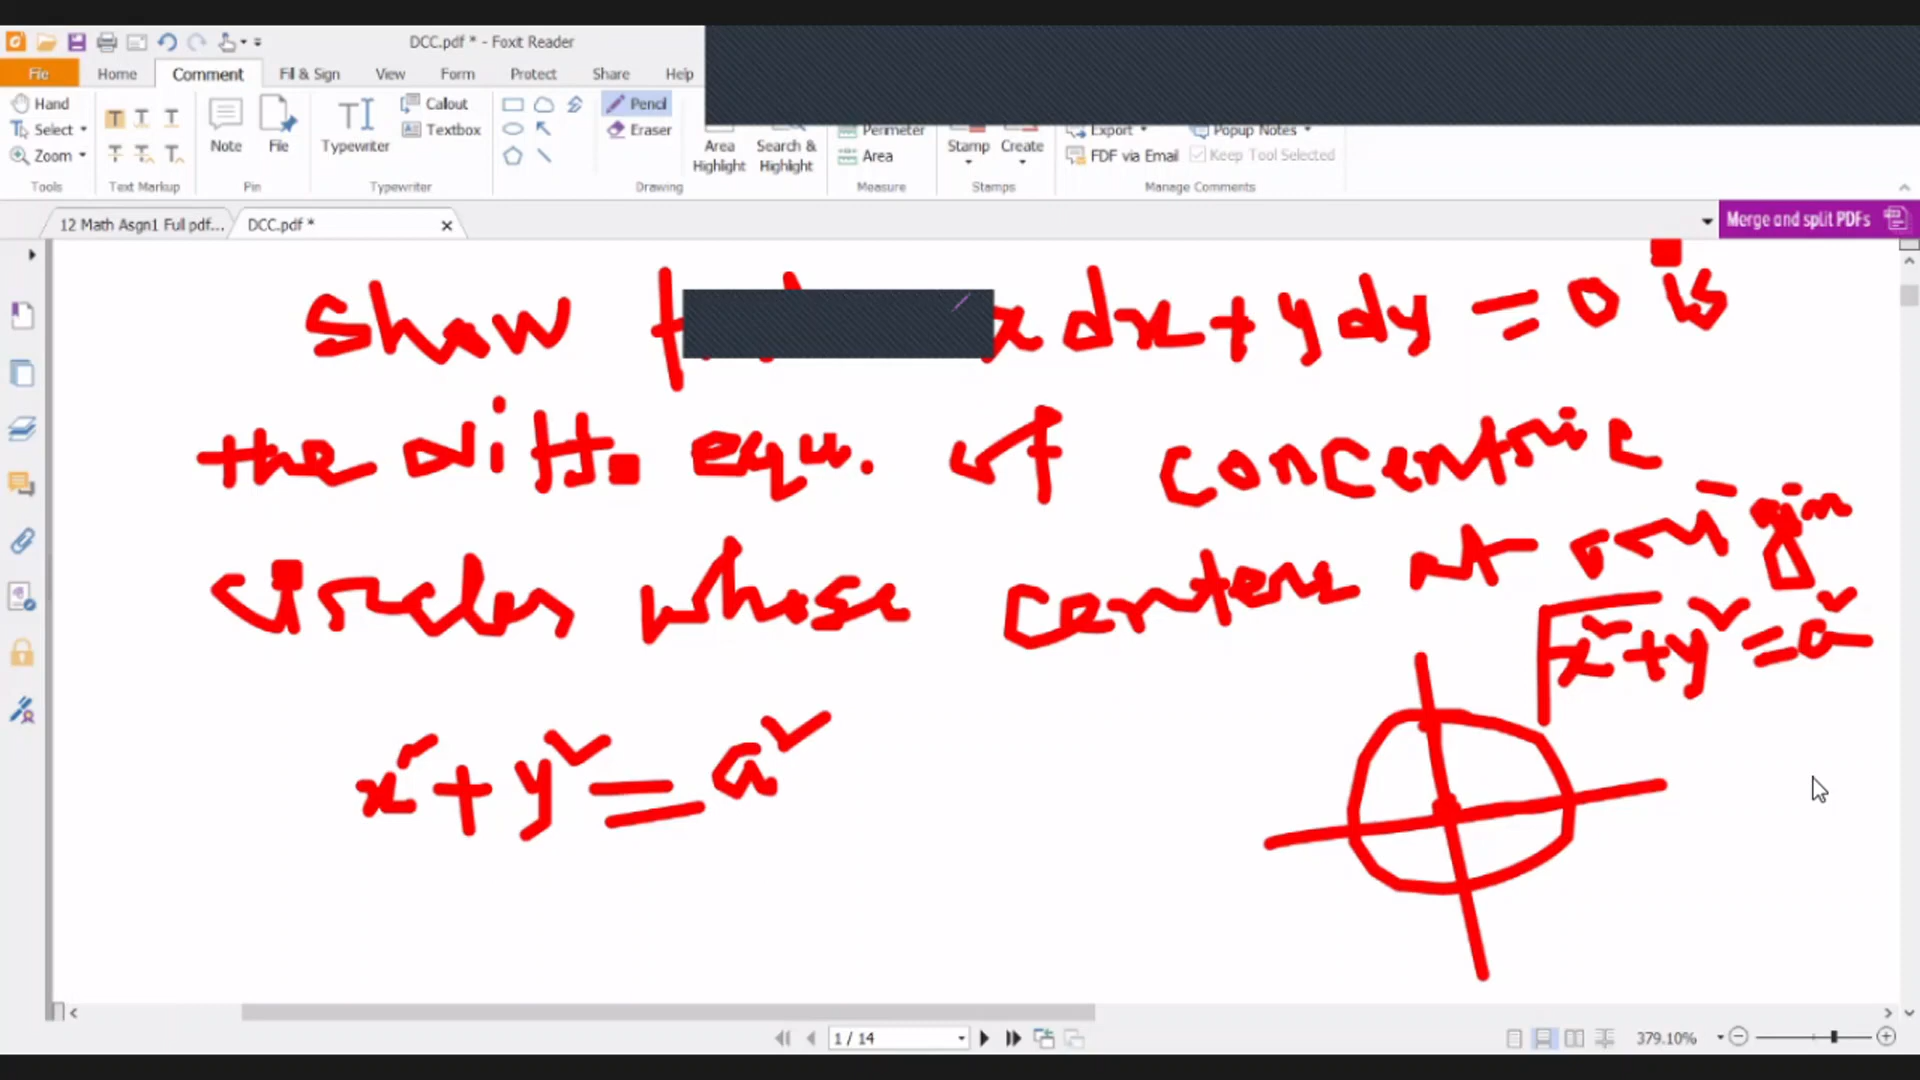 DCC.pdf * - Foxit Reader
File Home Comment Fill & Sign View Form Protect Share Help
Hand
Select
Zoom
Tools
Text Markup
Note
File
Pin
Typewriter
Callout
Textbox
Typewriter
Pencil
Eraser
Area Highlight
Search & Highlight
Drawing
Perimeter
Area
Measure
Stamp
Create
Stamps
Export
Popup Notes
FDF via Email
Keep Tool Selected
Manage Comments
12 Math Asgn1 Full pdf...
DCC.pdf *
Merge and split PDFs
Show x dx + y dy = 0 is
the diff. equ. of concentric
circles whose centers at origin
x² + y² = a²
x² + y² = a²
1 / 14
379.10%